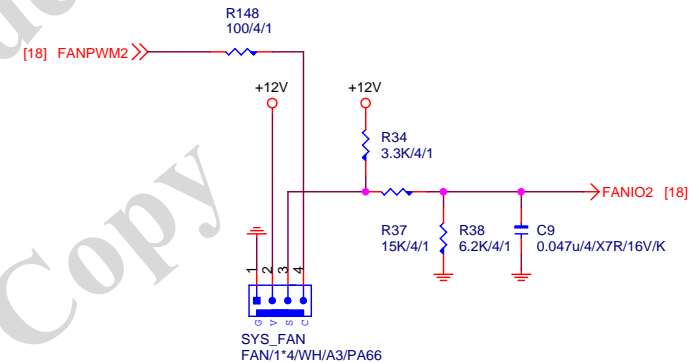 R148
100/4/1
[18] FANPWM2
+12V
+12V
R34
3.3K/4/1
FANIO2 [18]
R37
15K/4/1
R38
6.2K/4/1
C9
0.047u/4/X7R/16V/K
1 2 3 4
G V S C
SYS_FAN
FAN/1*4/WH/A3/PA66
Copy